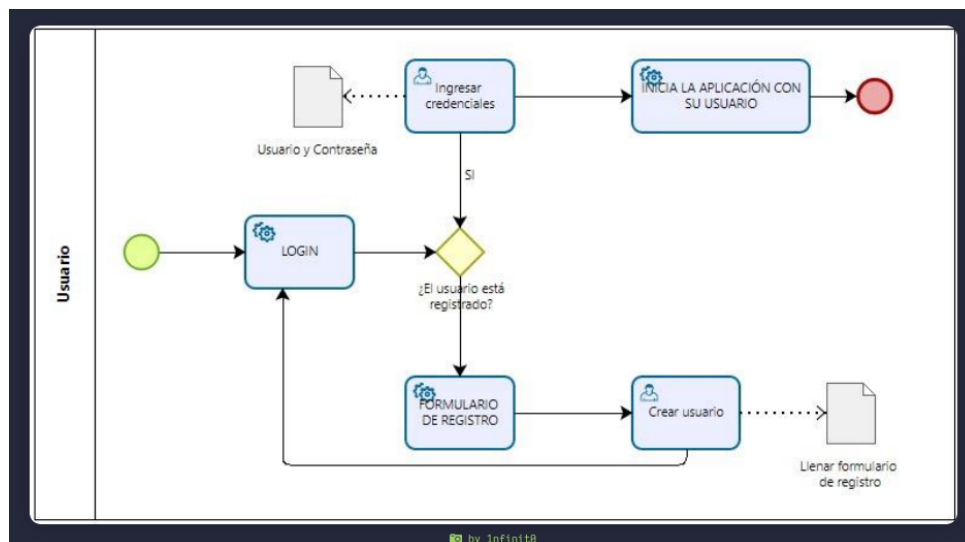 Usuario
Ingresar
credenciales
INICIA LA APLICACIÓN CON
SU USUARIO
Usuario y Contraseña
SI
LOGIN
¿El usuario está
registrado?
FORMULARIO
DE REGISTRO
Crear usuario
Llenar formulario
de registro
by 1nfinit0